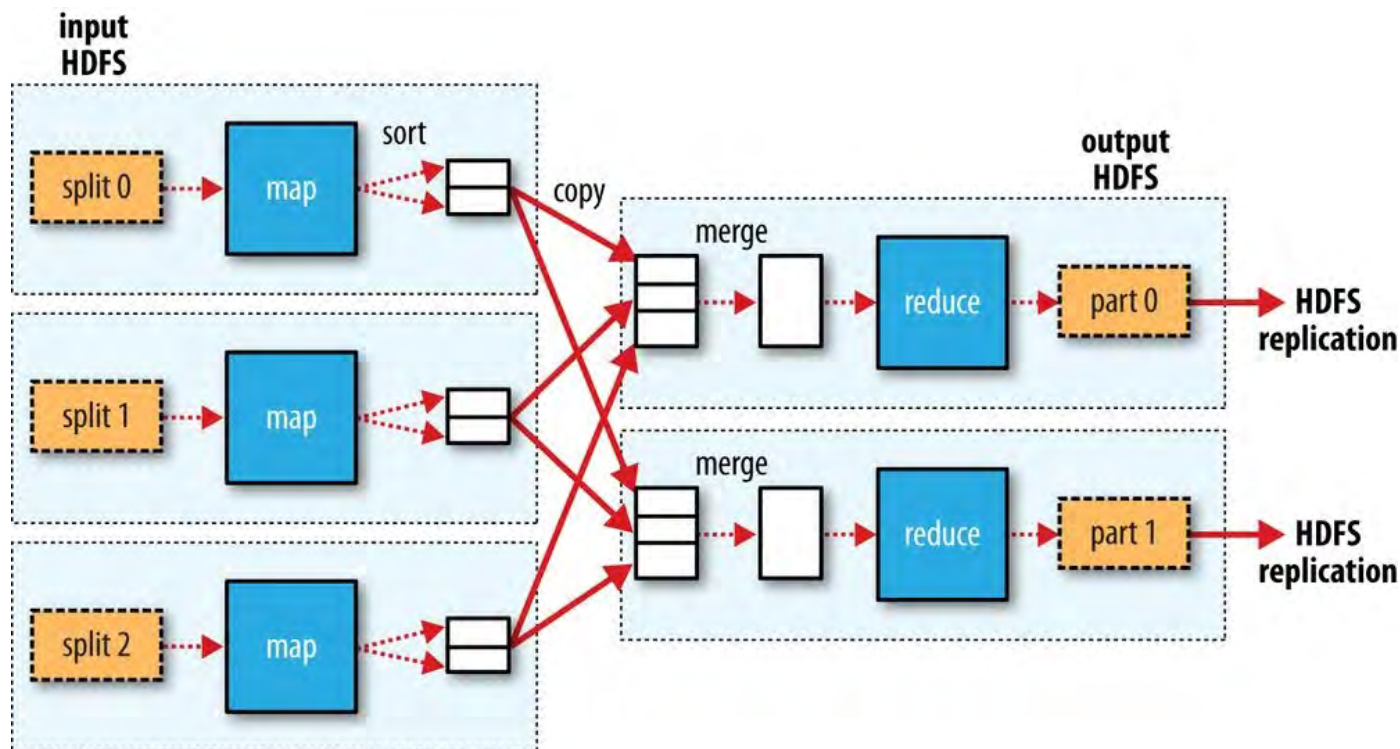 input
HDFS
split 0
map
sort
copy
split 1
map
split 2
map
output
HDFS
merge
reduce
part 0
HDFS
replication
merge
reduce
part 1
HDFS
replication